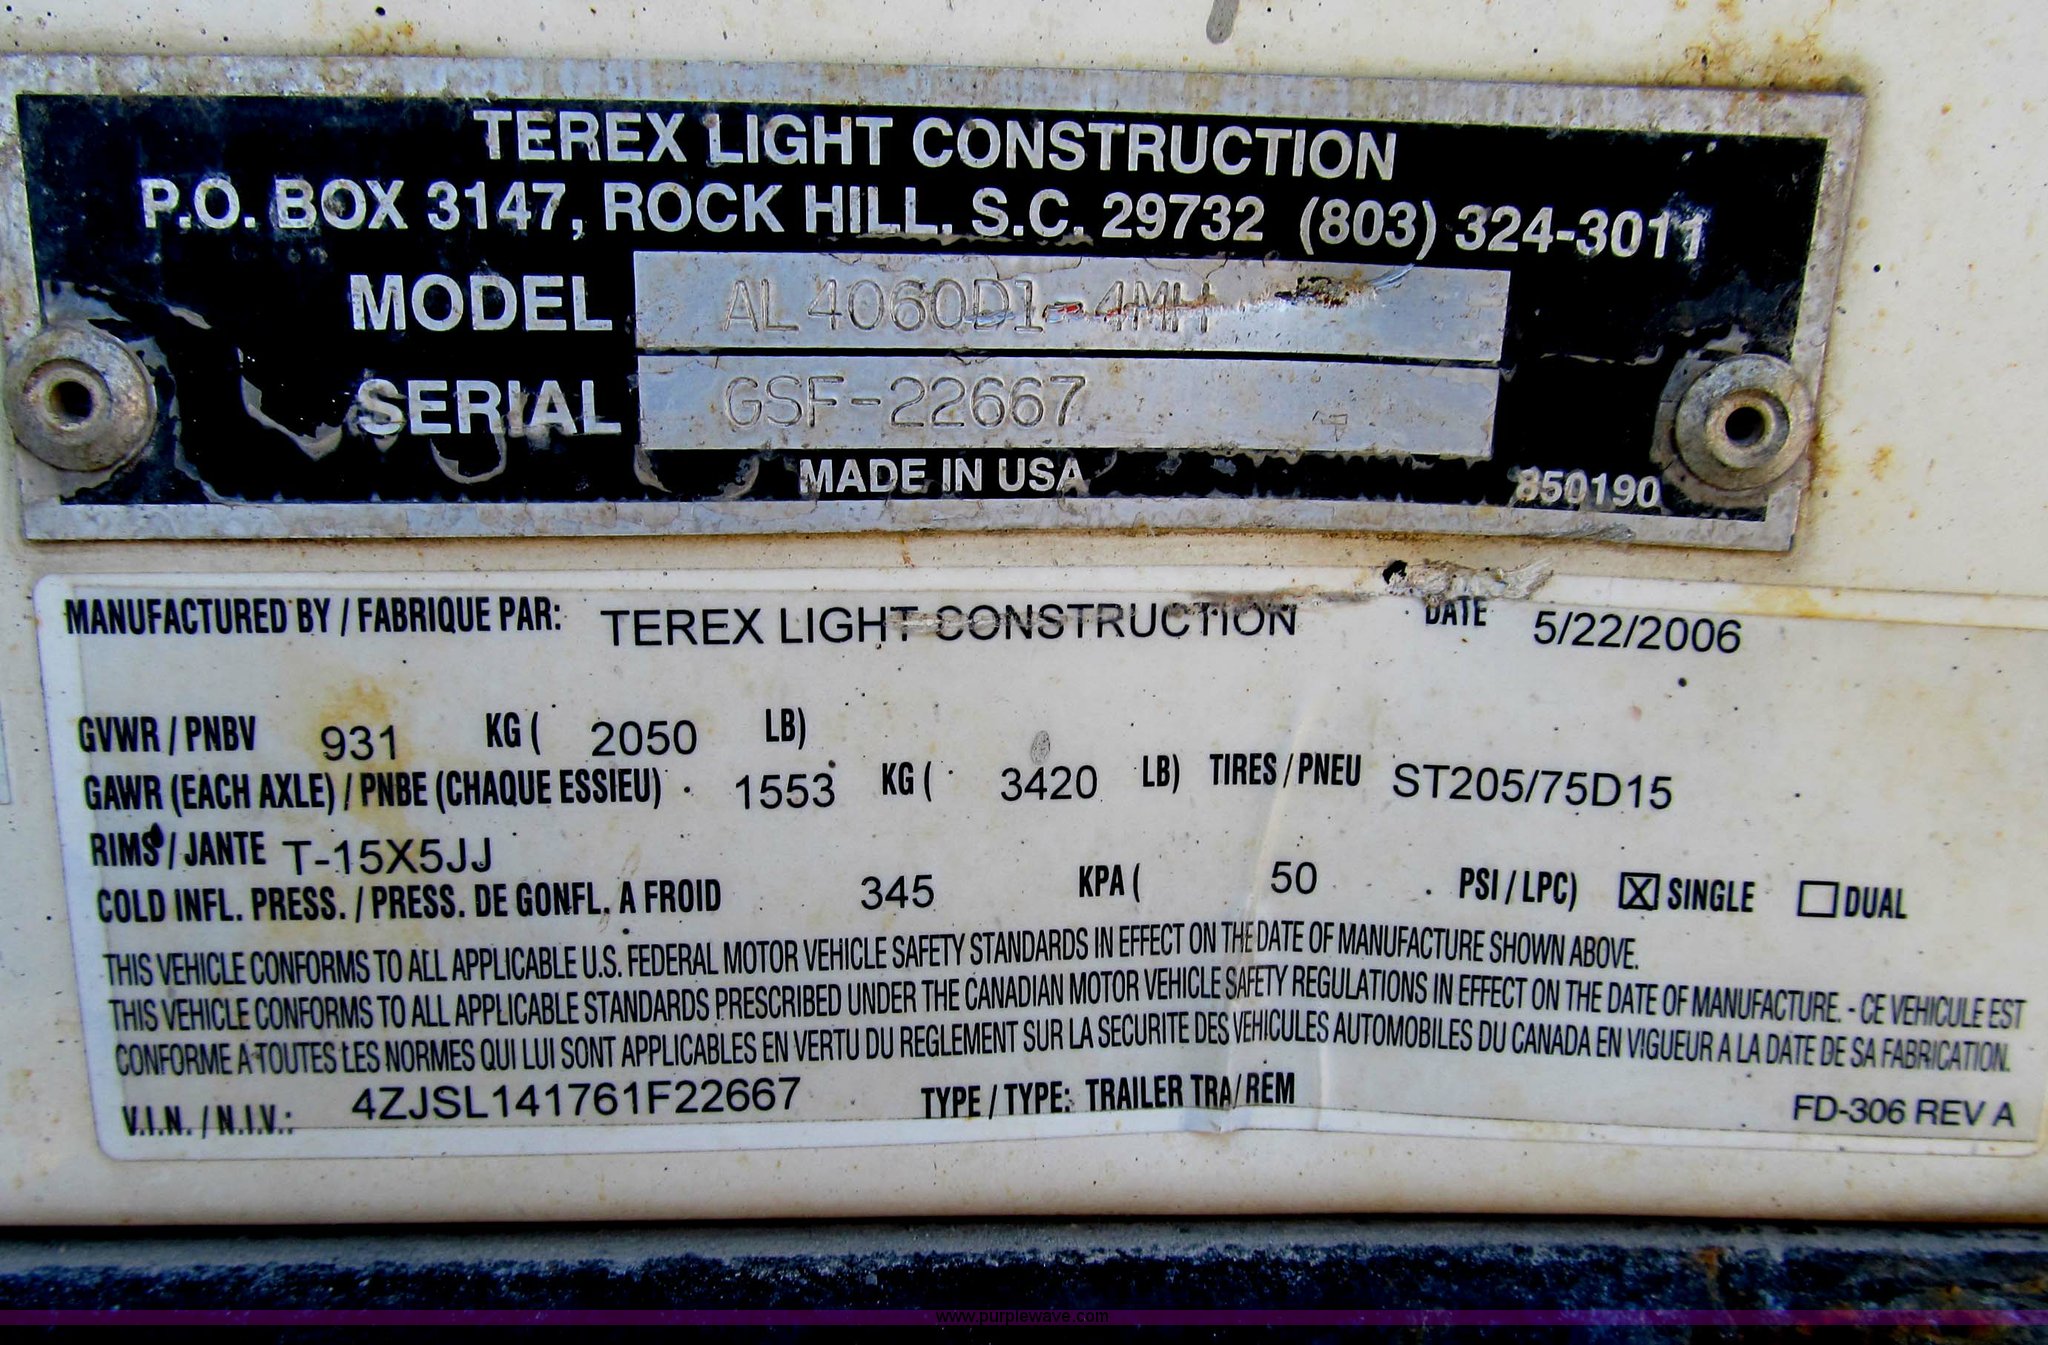 TEREX LIGHT CONSTRUCTION
P.O. BOX 3147, ROCK HILL, S.C. 29732 (803) 324-3011
MODEL AL4060D1-4MH
SERIAL GSF-22667
MADE IN USA 850190
MANUFACTURED BY / FABRIQUE PAR: TEREX LIGHT CONSTRUCTION DATE 5/22/2006
GVWR / PNBV 931 KG ( 2050 LB)
GAWR (EACH AXLE) / PNBE (CHAQUE ESSIEU) 1553 KG ( 3420 LB) TIRES / PNEU ST205/75D15
RIMS / JANTE T-15X5JJ
COLD INFL. PRESS. / PRESS. DE GONFL. A FROID 345 KPA ( 50 PSI / LPC) ☒ SINGLE ☐ DUAL
THIS VEHICLE CONFORMS TO ALL APPLICABLE U.S. FEDERAL MOTOR VEHICLE SAFETY STANDARDS IN EFFECT ON THE DATE OF MANUFACTURE SHOWN ABOVE.
THIS VEHICLE CONFORMS TO ALL APPLICABLE STANDARDS PRESCRIBED UNDER THE CANADIAN MOTOR VEHICLE SAFETY REGULATIONS IN EFFECT ON THE DATE OF MANUFACTURE. - CE VEHICULE EST
CONFORME A TOUTES LES NORMES QUI LUI SONT APPLICABLES EN VERTU DU REGLEMENT SUR LA SECURITE DES VEHICULES AUTOMOBILES DU CANADA EN VIGUEUR A LA DATE DE SA FABRICATION.
V.I.N. / N.I.V.: 4ZJSL141761F22667 TYPE / TYPE: TRAILER TRA/REM FD-306 REV A
www.purplewave.com